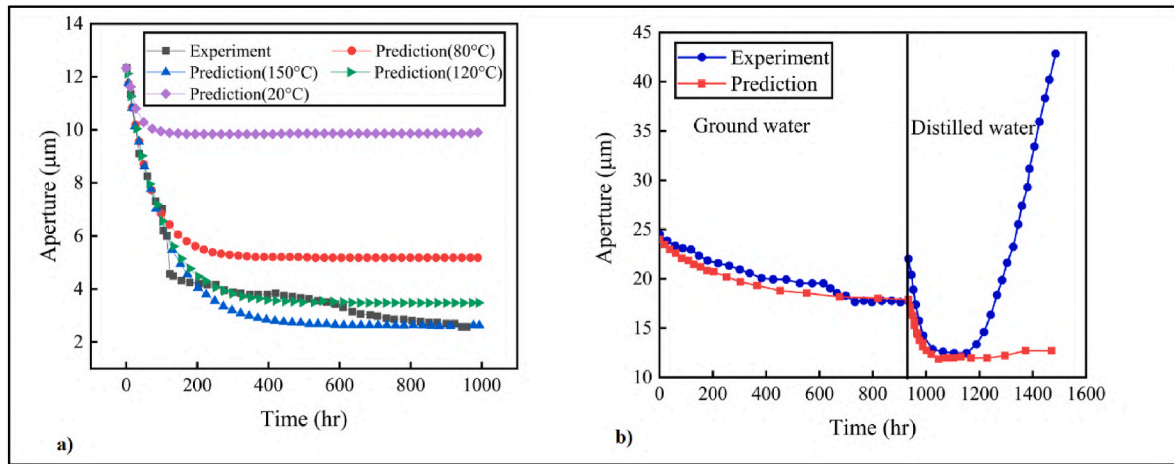 14
12
10
8
6
4
2
Aperture (μm)
Experiment
Prediction(80°C)
Prediction(150°C)
Prediction(120°C)
Prediction(20°C)
0
200
400
600
800
1000
Time (hr)
a)
45
40
35
30
25
20
15
10
Aperture (μm)
Experiment
Prediction
Ground water
Distilled water
0
200
400
600
800
1000
1200
1400
1600
Time (hr)
b)